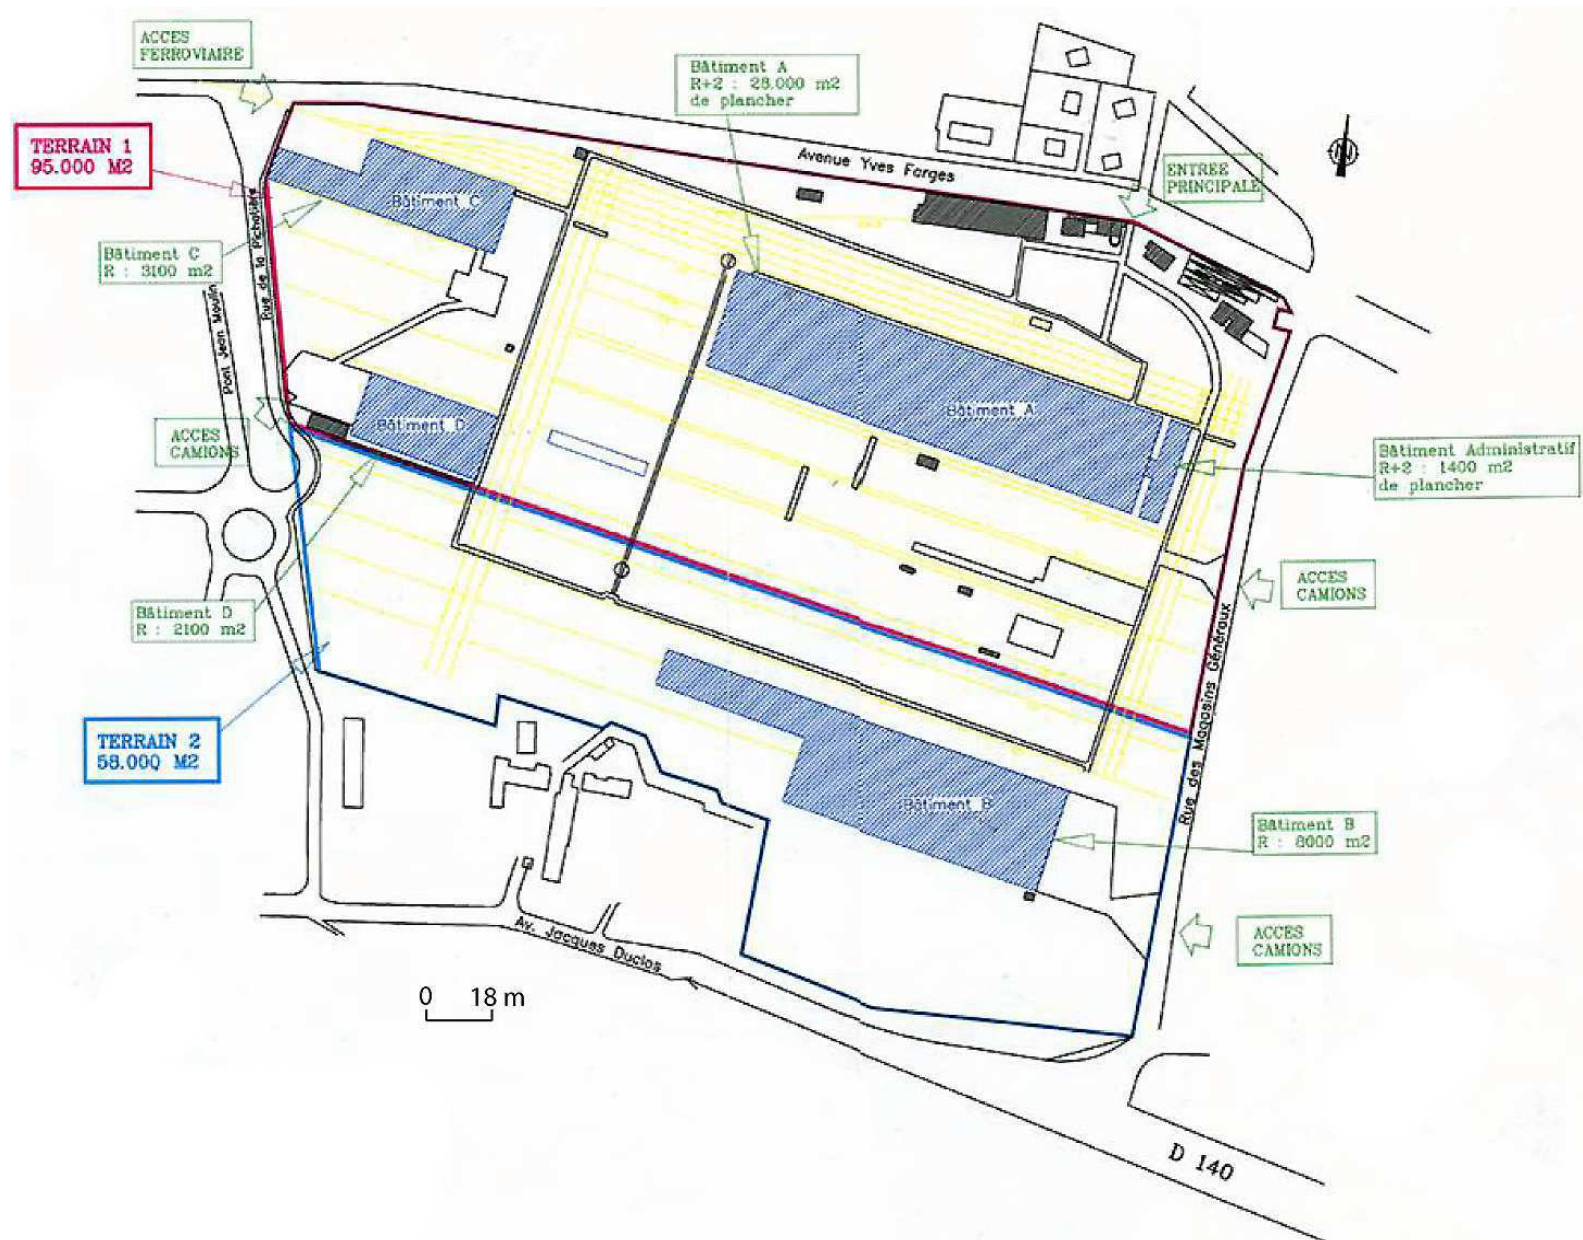 ACCES
FERROVIAIRE
Bâtiment A
R+2 : 28.000 m2
de plancher
TERRAIN 1
95.000 M2
Avenue Yves Farges
ENTREE
PRINCIPALE
N
Bâtiment C
Rue de la Pichotière
Bâtiment C
R : 3100 m2
Pont Jean Moulin
Bâtiment A
Bâtiment D
ACCES
CAMIONS
Bâtiment Administratif
R+2 : 1400 m2
de plancher
ACCES
CAMIONS
Bâtiment D
R : 2100 m2
Rue des Magasins Généraux
TERRAIN 2
58.000 M2
Bâtiment B
Bâtiment B
R : 8000 m2
Av. Jacques Duclos
ACCES
CAMIONS
0 18 m
D 140